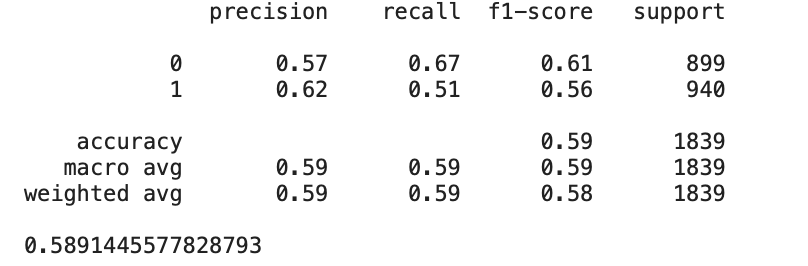 precision recall f1-score support
0 0.57 0.67 0.61 899
1 0.62 0.51 0.56 940
accuracy 0.59 1839
macro avg 0.59 0.59 0.59 1839
weighted avg 0.59 0.59 0.58 1839
0.5891445577828793